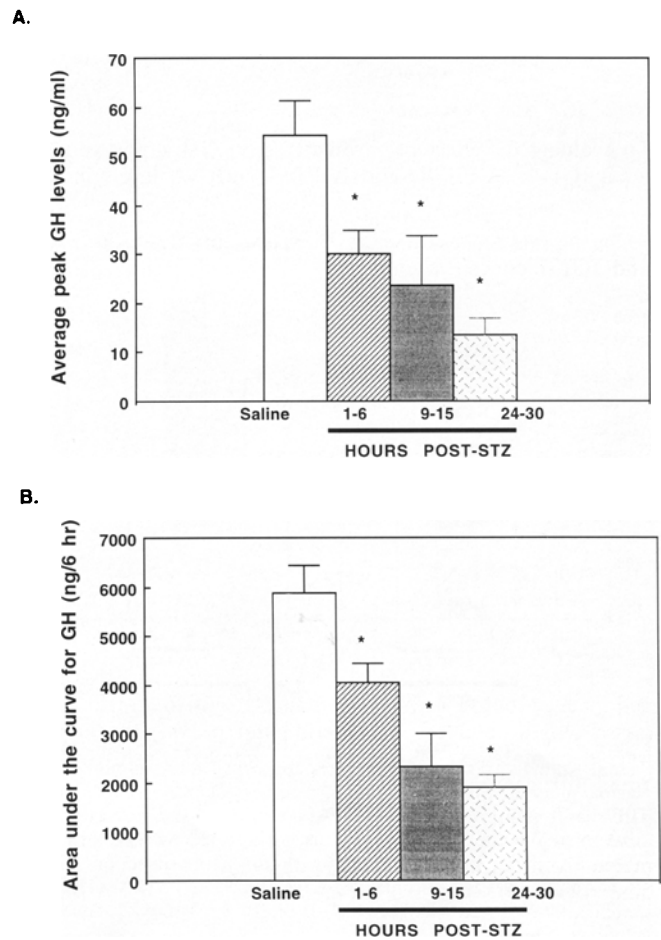 A.
Average peak GH levels (ng/ml)
70
60
50
40
30
20
10
0
* * *
Saline 1-6 9-15 24-30
HOURS POST-STZ
B.
Area under the curve for GH (ng/6 hr)
7000
6000
5000
4000
3000
2000
1000
0
* * *
Saline 1-6 9-15 24-30
HOURS POST-STZ